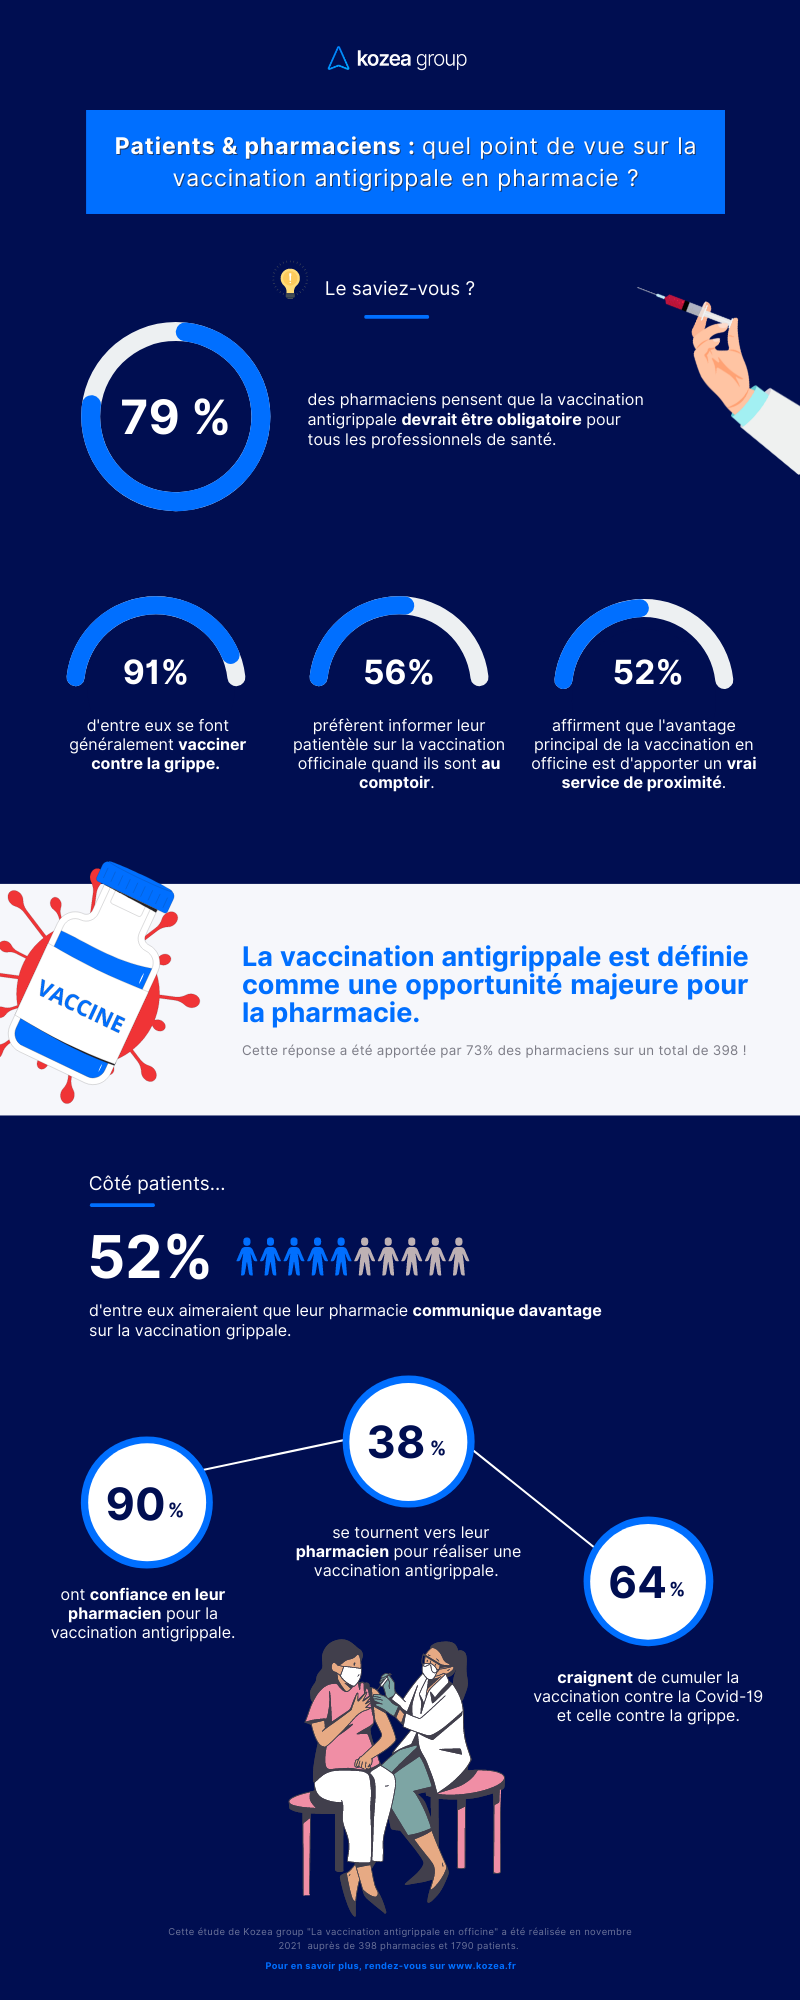 kozea group
Patients & pharmaciens : quel point de vue sur la
vaccination antigrippale en pharmacie ?
Le saviez-vous ?
79 %
des pharmaciens pensent que la vaccination
antigrippale devrait être obligatoire pour
tous les professionnels de santé.
91%
d'entre eux se font
généralement vacciner
contre la grippe.
56%
préfèrent informer leur
patientèle sur la vaccination
officinale quand ils sont au
comptoir.
52%
affirment que l'avantage
principal de la vaccination en
officine est d'apporter un vrai
service de proximité.
VACCINE
La vaccination antigrippale est définie
comme une opportunité majeure pour
la pharmacie.
Cette réponse a été apportée par 73% des pharmaciens sur un total de 398 !
Côté patients...
52%
d'entre eux aimeraient que leur pharmacie communique davantage
sur la vaccination grippale.
90 %
ont confiance en leur
pharmacien pour la
vaccination antigrippale.
38 %
se tournent vers leur
pharmacien pour réaliser une
vaccination antigrippale.
64 %
craignent de cumuler la
vaccination contre la Covid-19
et celle contre la grippe.
Cette étude de Kozea group "La vaccination antigrippale en officine" a été réalisée en novembre
2021 auprès de 398 pharmacies et 1790 patients.
Pour en savoir plus, rendez-vous sur www.kozea.fr